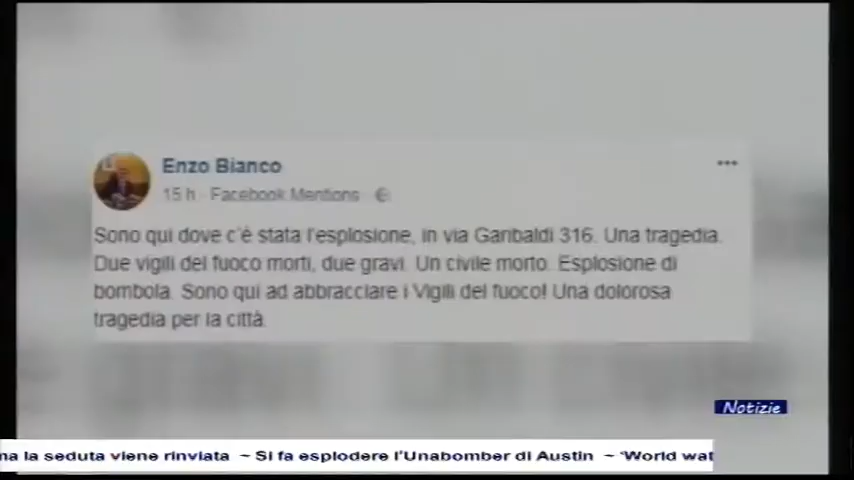 Enzo Bianco
15 h · Facebook Mentions ·
Sono qui dove c'è stata l'esplosione, in via Garibaldi 316. Una tragedia.
Due vigili del fuoco morti, due gravi. Un civile morto. Esplosione di
bombola. Sono qui ad abbracciare i Vigili del fuoco! Una dolorosa
tragedia per la città.
Notizie
na la seduta viene rinviata ~ Si fa esplodere l'Unabomber di Austin ~ 'World wat